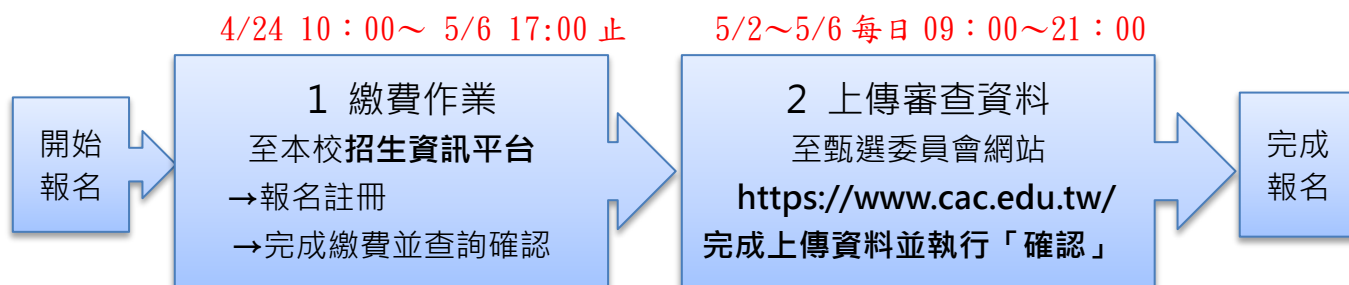 4/24 10：00～ 5/6 17:00 止
5/2～5/6 每日 09：00～21：00
開始
報名
1 繳費作業
至本校招生資訊平台
→報名註冊
→完成繳費並查詢確認
2 上傳審查資料
至甄選委員會網站
https://www.cac.edu.tw/
完成上傳資料並執行「確認」
完成
報名